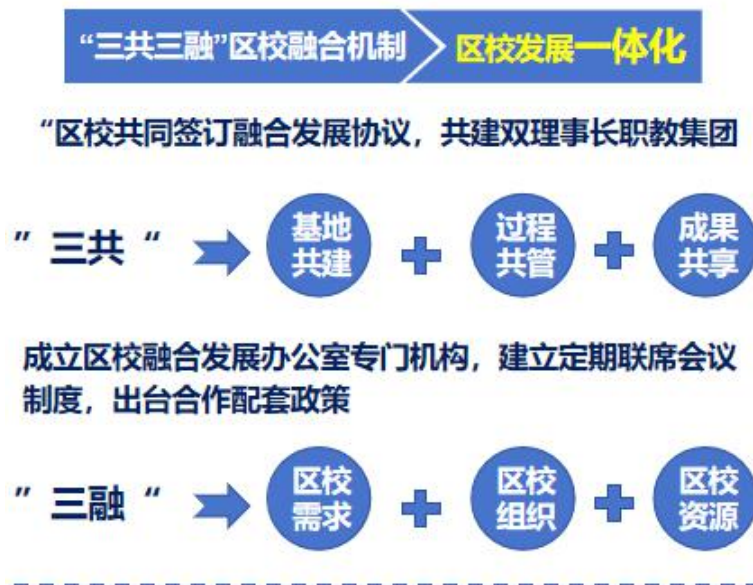 “三共三融”区校融合机制 区校发展一体化
“区校共同签订融合发展协议，共建双理事长职教集团
”三共“ 基地共建 + 过程共管 + 成果共享
成立区校融合发展办公室专门机构，建立定期联席会议
制度，出台合作配套政策
”三融“ 区校需求 + 区校组织 + 区校资源